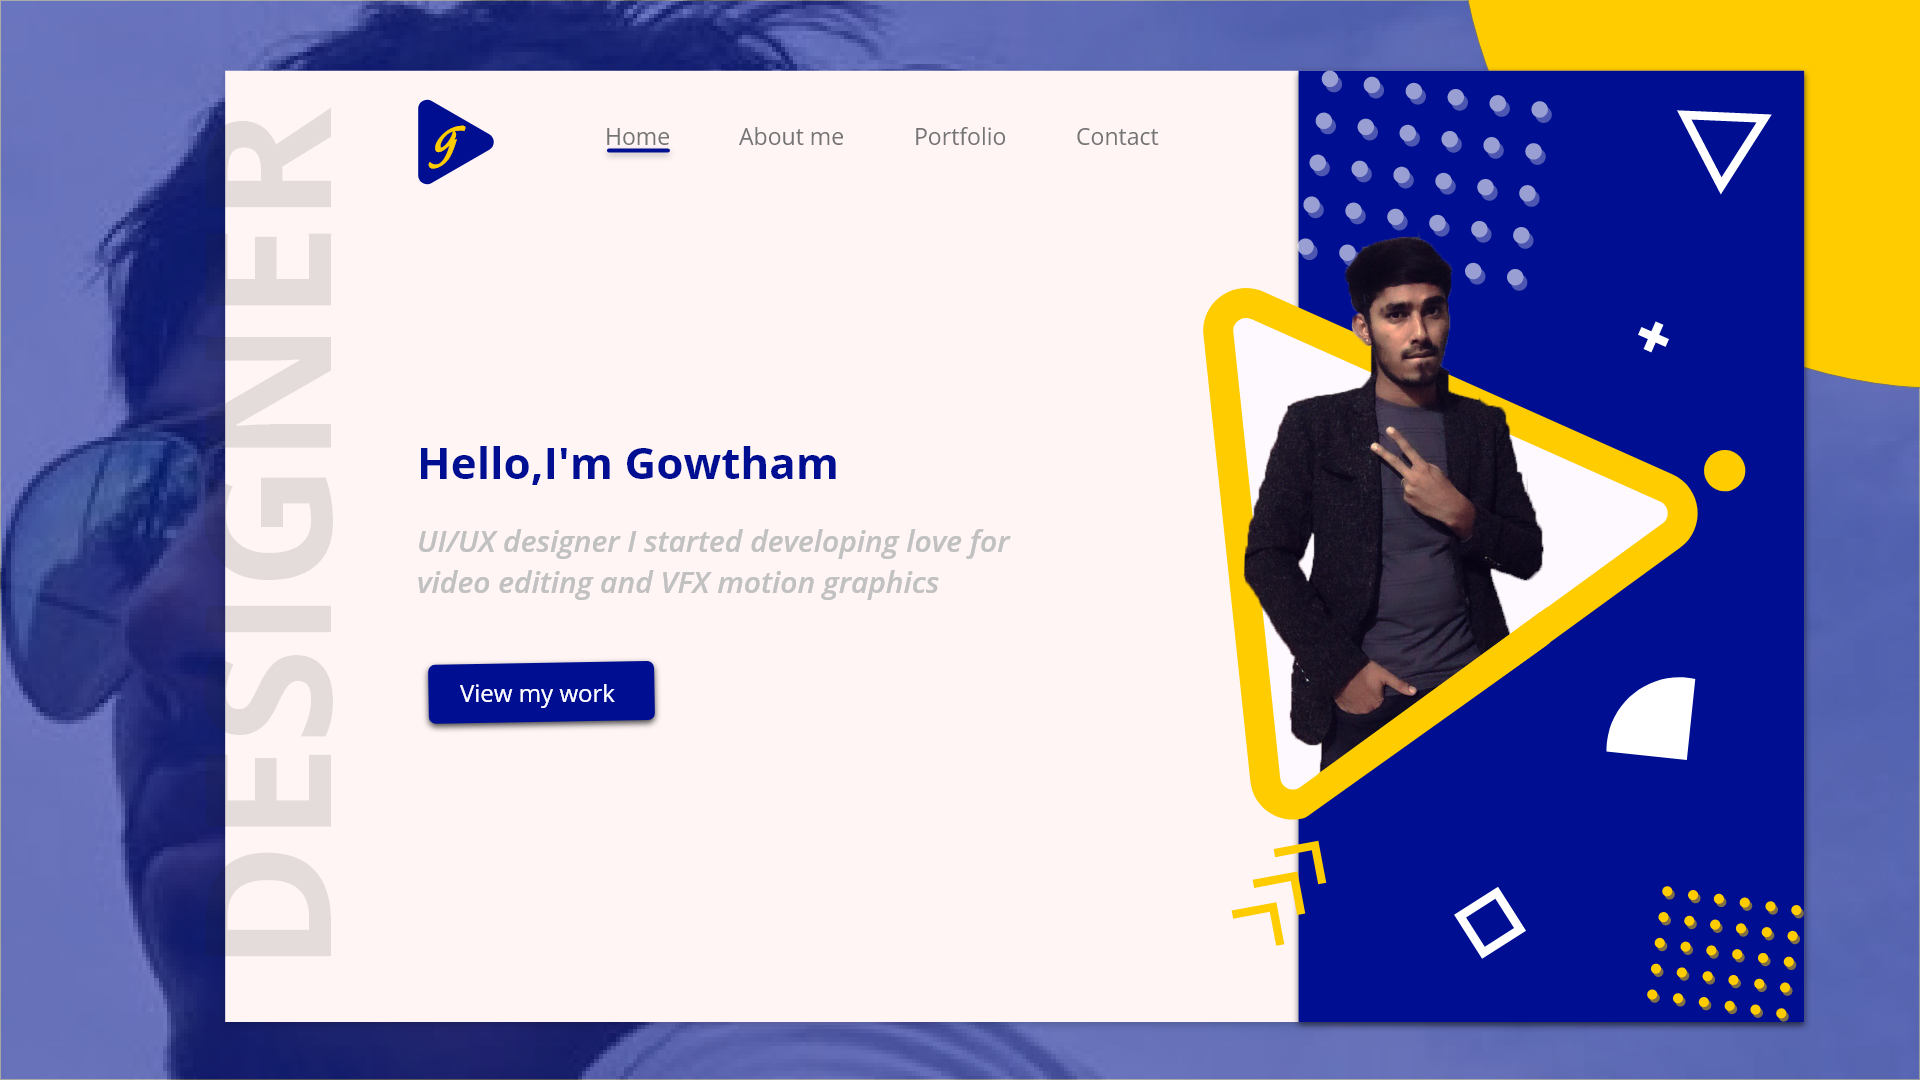 DESIGNER
g
Home About me Portfolio Contact
Hello,I'm Gowtham
UI/UX designer I started developing love for
video editing and VFX motion graphics
View my work